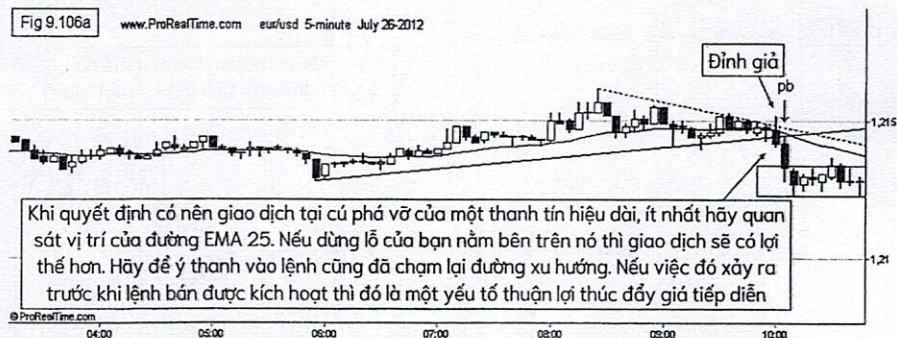 Fig 9.106a
www.ProRealTime.com eur/usd 5-minute July 26-2012
Đỉnh giả
pb
1,215
Khi quyết định có nên giao dịch tại cú phá vỡ của một thanh tín hiệu dài, ít nhất hãy quan
sát vị trí của đường EMA 25. Nếu dừng lỗ của bạn nằm bên trên nó thì giao dịch sẽ có lợi
thế hơn. Hãy để ý thanh vào lệnh cũng đã chạm lại đường xu hướng. Nếu việc đó xảy ra
trước khi lệnh bán được kích hoạt thì đó là một yếu tố thuận lợi thúc đẩy giá tiếp diễn
1,21
© ProRealTime.com
04:00 05:00 06:00 07:00 08:00 09:00 10:00